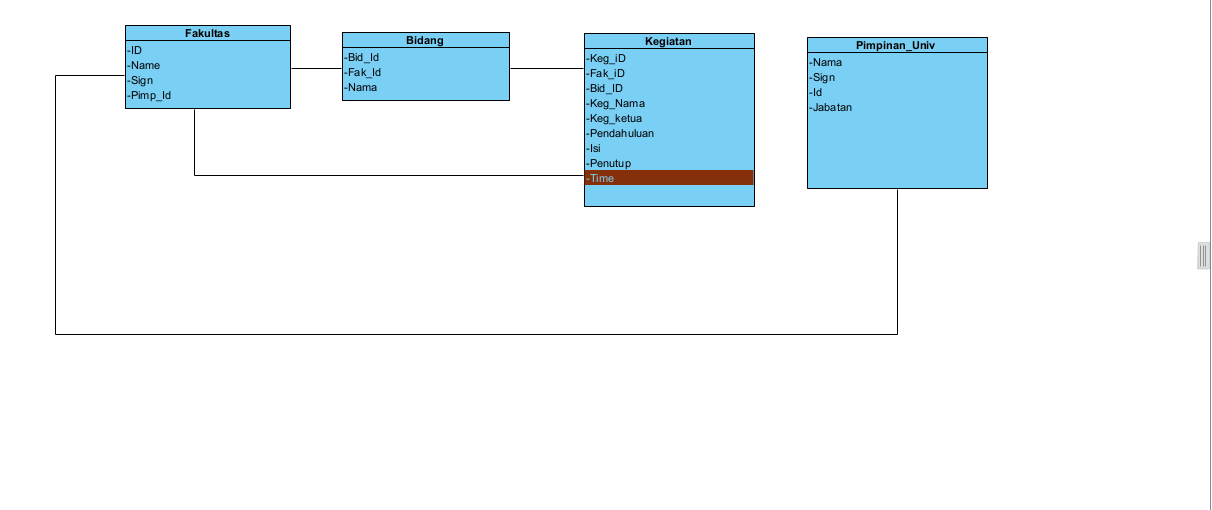 Fakultas
-ID
-Name
-Sign
-Pimp_Id
Bidang
-Bid_Id
-Fak_Id
-Nama
Kegiatan
-Keg_iD
-Fak_iD
-Bid_ID
-Keg_Nama
-Keg_ketua
-Pendahuluan
-Isi
-Penutup
-Time
Pimpinan_Univ
-Nama
-Sign
-Id
-Jabatan